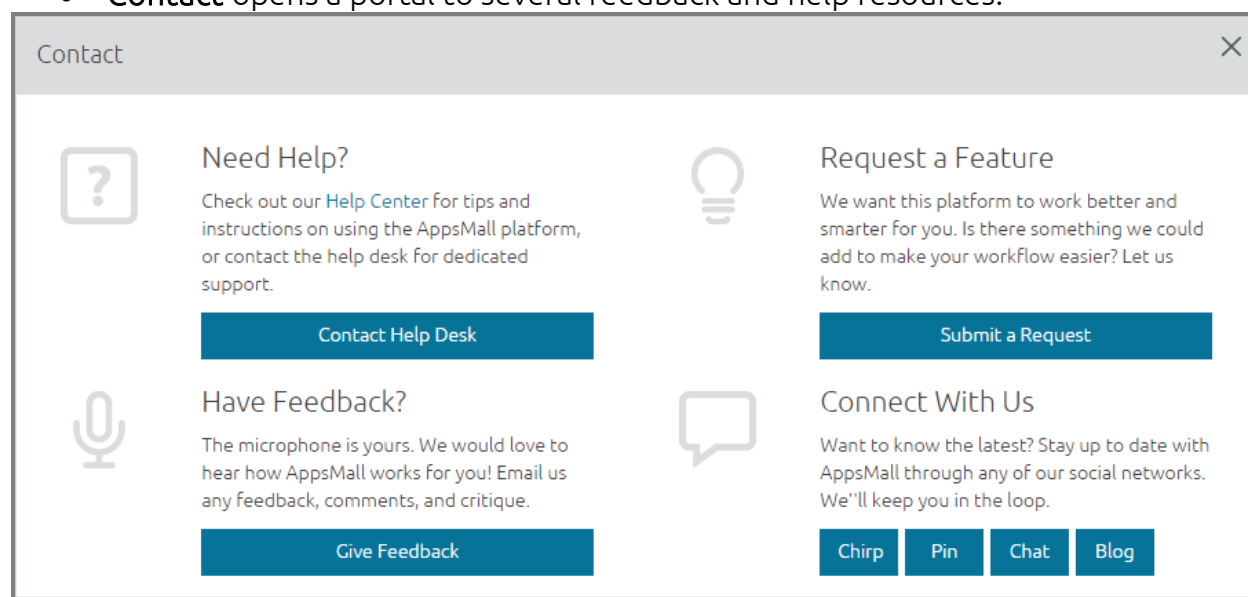 Contact opens a portal to several feedback and help resources.
Contact
Need Help?
Check out our Help Center for tips and
instructions on using the AppsMall platform,
or contact the help desk for dedicated
support.
Contact Help Desk
Request a Feature
We want this platform to work better and
smarter for you. Is there something we could
add to make your workflow easier? Let us
know.
Submit a Request
Have Feedback?
The microphone is yours. We would love to
hear how AppsMall works for you! Email us
any feedback, comments, and critique.
Give Feedback
Connect With Us
Want to know the latest? Stay up to date with
AppsMall through any of our social networks.
We''ll keep you in the loop.
Chirp Pin Chat Blog